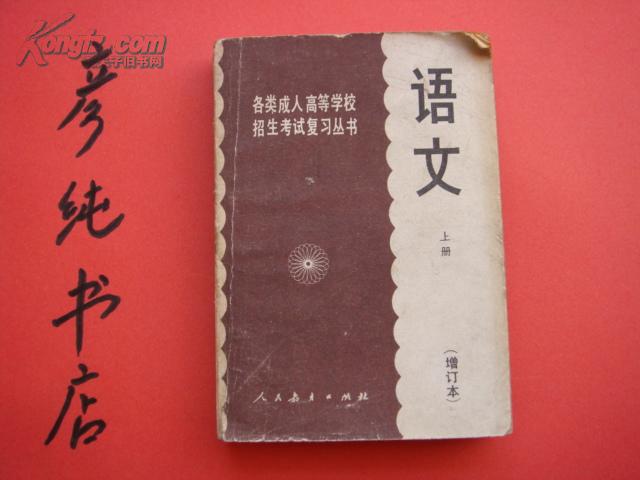 Kongfz.com
孔夫子旧书网
彦纯书店
各类成人高等学校
招生考试复习丛书
语文
上册
(增订本)
人民教育出版社